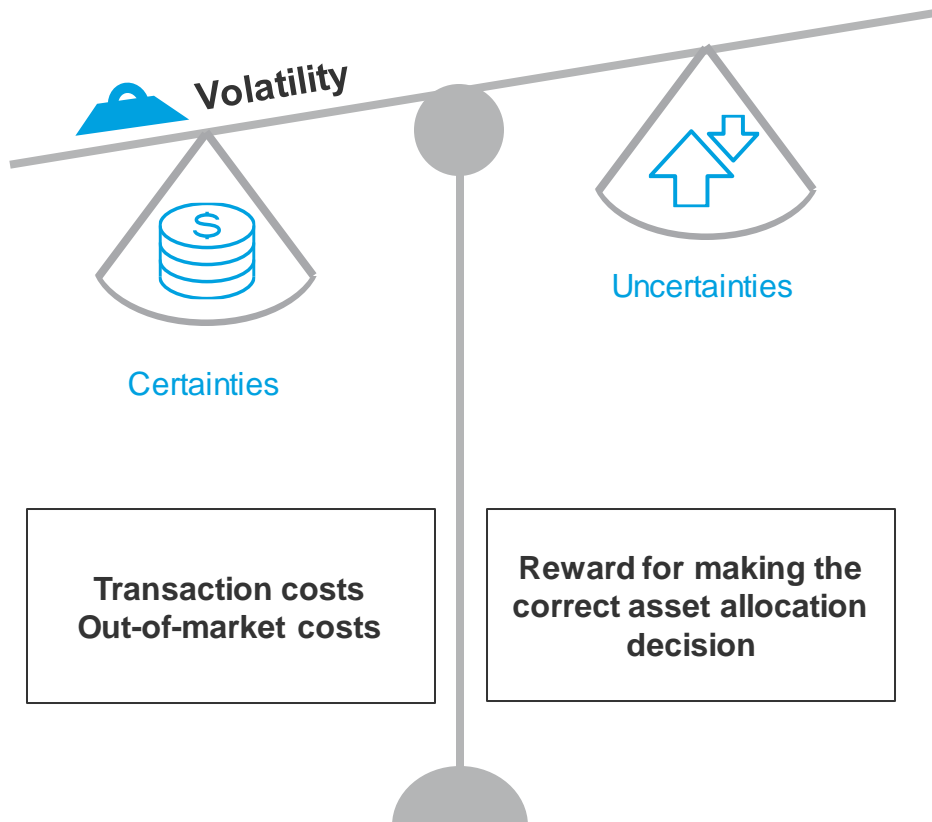 Volatility
$
Uncertainties
Certainties
Transaction costs
Out-of-market costs
Reward for making the
correct asset allocation
decision